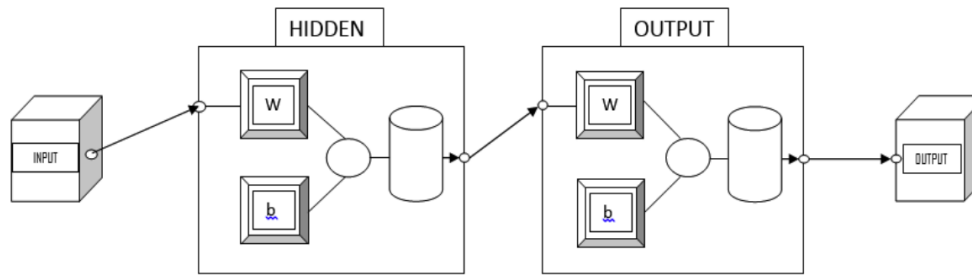 HIDDEN
OUTPUT
INPUT
W
b
W
b
OUTPUT